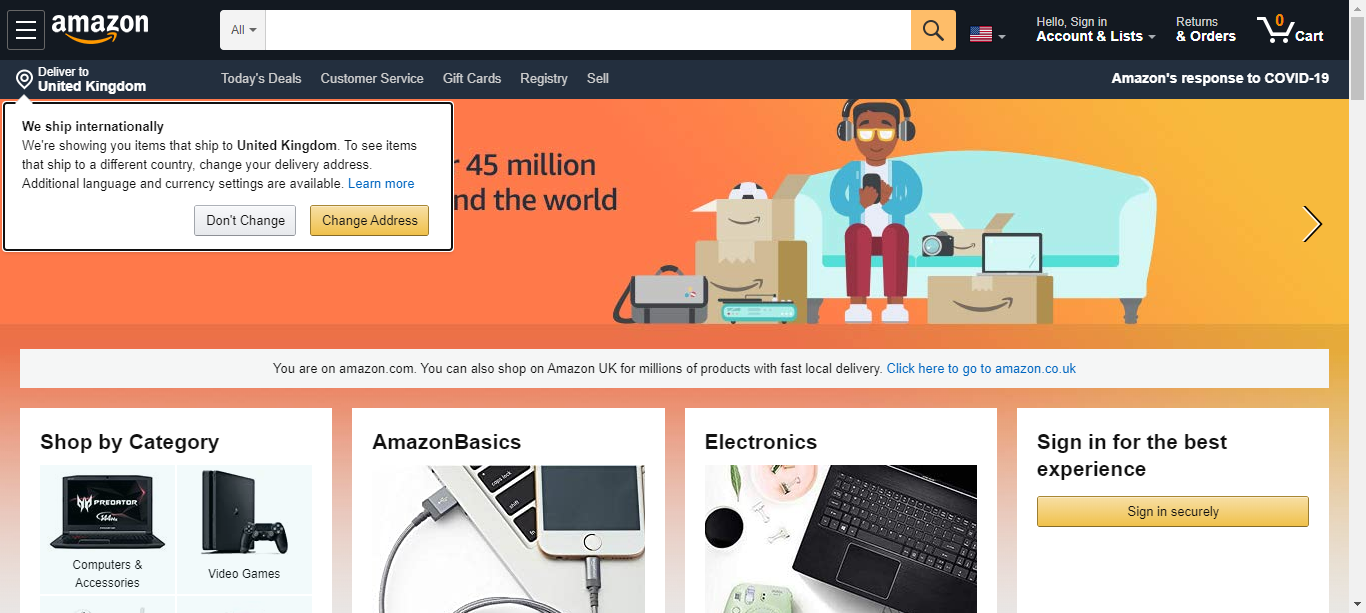 amazon
All
Hello, Sign in
Account & Lists
Returns
& Orders
0
Cart
Deliver to
United Kingdom
Today's Deals
Customer Service
Gift Cards
Registry
Sell
Amazon's response to COVID-19
We ship internationally
We're showing you items that ship to United Kingdom. To see items
that ship to a different country, change your delivery address.
Additional language and currency settings are available. Learn more
Don't Change
Change Address
45 million
the world
You are on amazon.com. You can also shop on Amazon UK for millions of products with fast local delivery. Click here to go to amazon.co.uk
Shop by Category
PREDATOR
Computers &
Accessories
Video Games
AmazonBasics
caps lock
shift
fn
Electronics
Sign in for the best
experience
Sign in securely